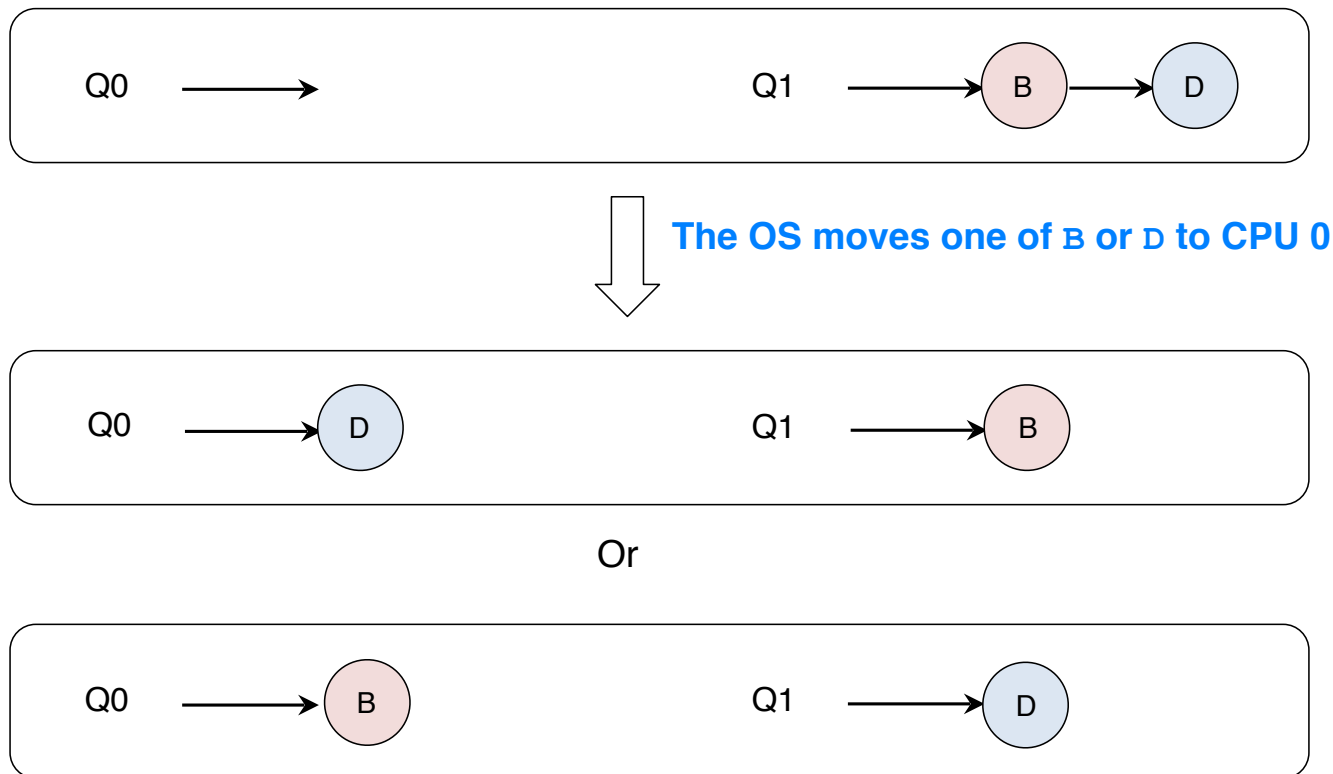 Q0 Q1 B D
The OS moves one of B or D to CPU 0
Q0 D Q1 B
Or
Q0 B Q1 D